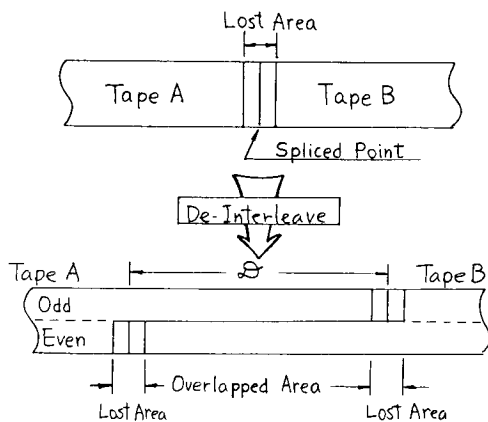 Lost Area
Tape A
Tape B
Spliced Point
De-Interleave
Tape A
D
Tape B
Odd
Even
Overlapped Area
Lost Area
Lost Area